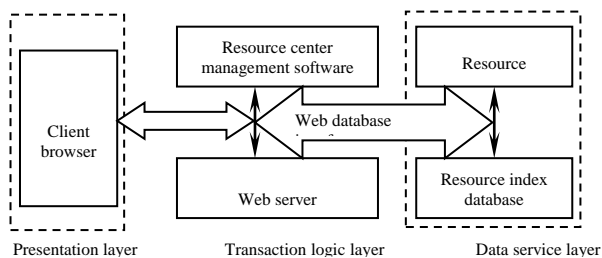 Client
browser
Resource center
management software
Web server
Web database
Resource
Resource index
database
Presentation layer
Transaction logic layer
Data service layer